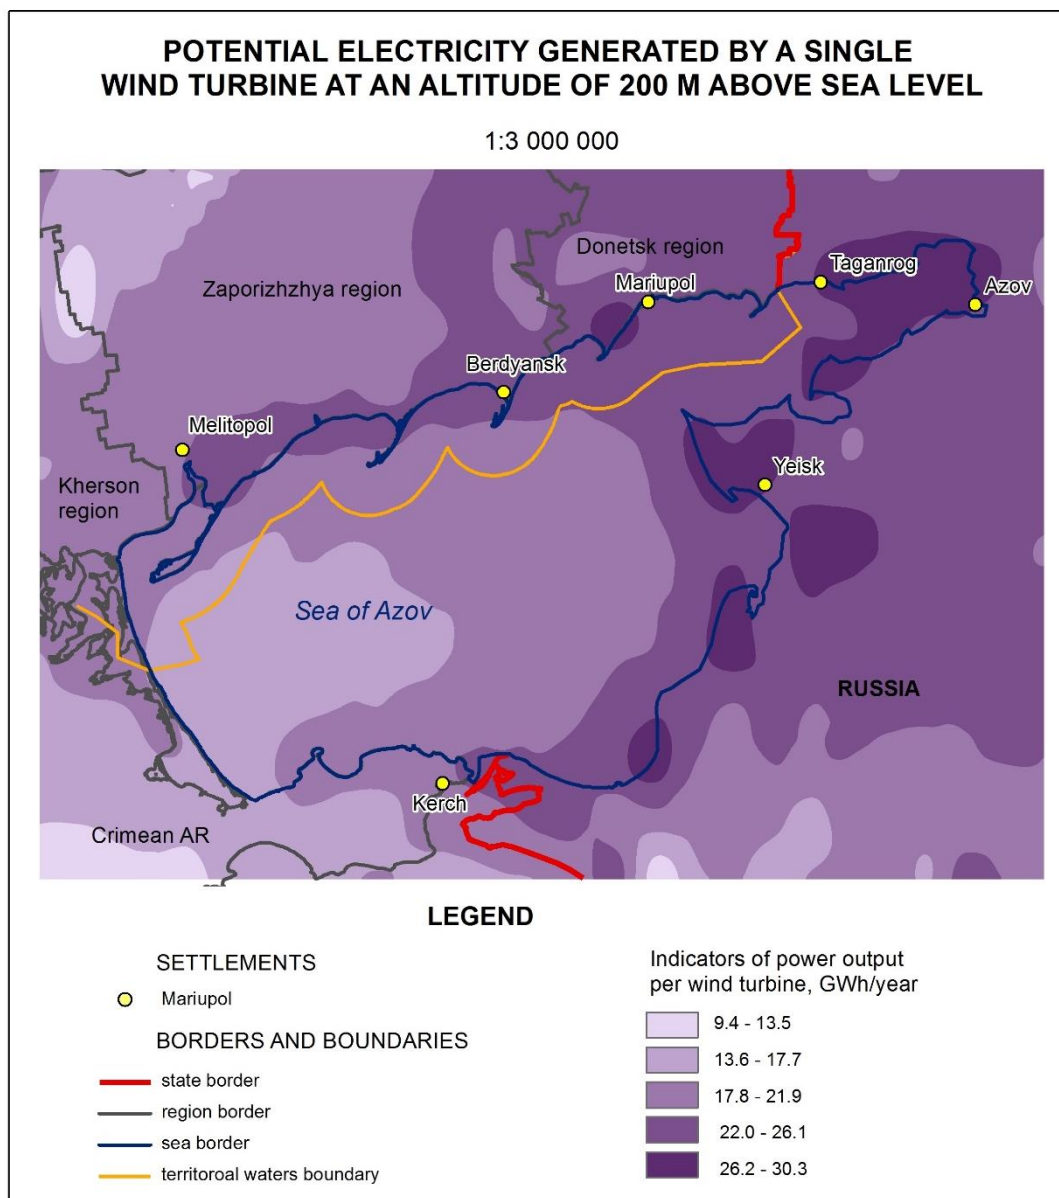 POTENTIAL ELECTRICITY GENERATED BY A SINGLE
WIND TURBINE AT AN ALTITUDE OF 200 M ABOVE SEA LEVEL
1:3 000 000
Donetsk region
Taganrog
Mariupol
Azov
Zaporizhzhya region
Berdyansk
Melitopol
Yeisk
Kherson
region
Sea of Azov
RUSSIA
Kerch
Crimean AR
LEGEND
SETTLEMENTS
Mariupol
BORDERS AND BOUNDARIES
state border
region border
sea border
territoroal waters boundary
Indicators of power output
per wind turbine, GWh/year
9.4 - 13.5
13.6 - 17.7
17.8 - 21.9
22.0 - 26.1
26.2 - 30.3